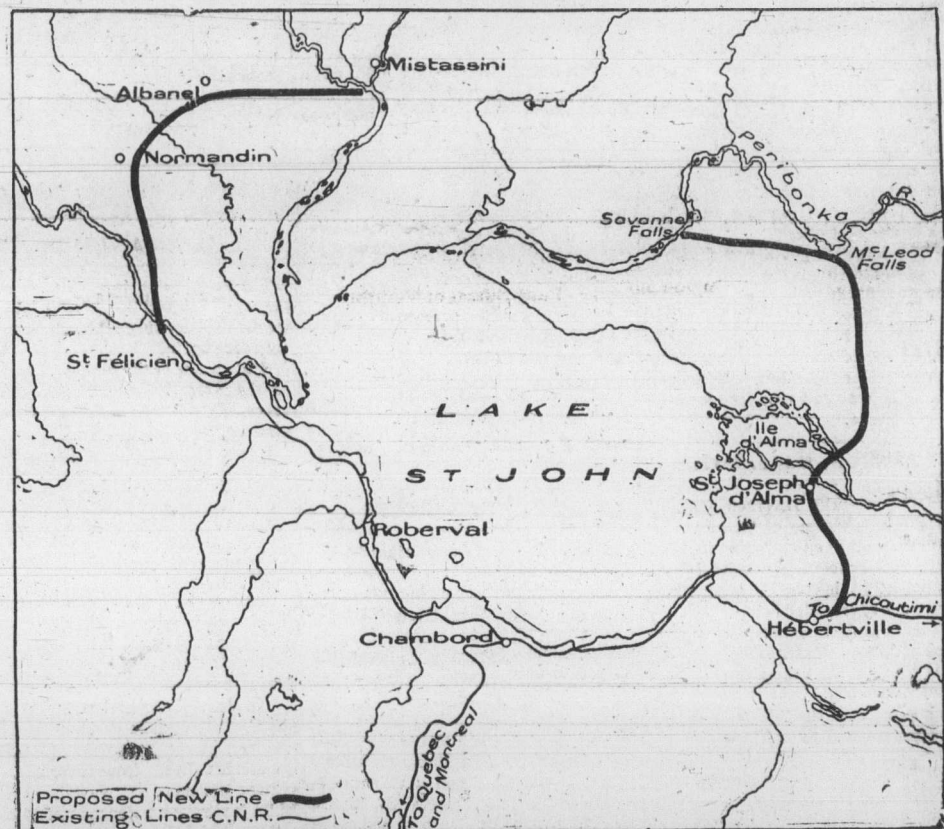 Mistassini
Albanel
Normandin
Peribonka R.
Savanne
Falls
McLeod
Falls
St Félicien
LAKE
ST JOHN
Ile
d'Alma
St Joseph
d'Alma
Roberval
To Chicoutimi
Hébertville
Chambord
To Quebec
and Montreal
Proposed New Line
Existing Lines C.N.R.